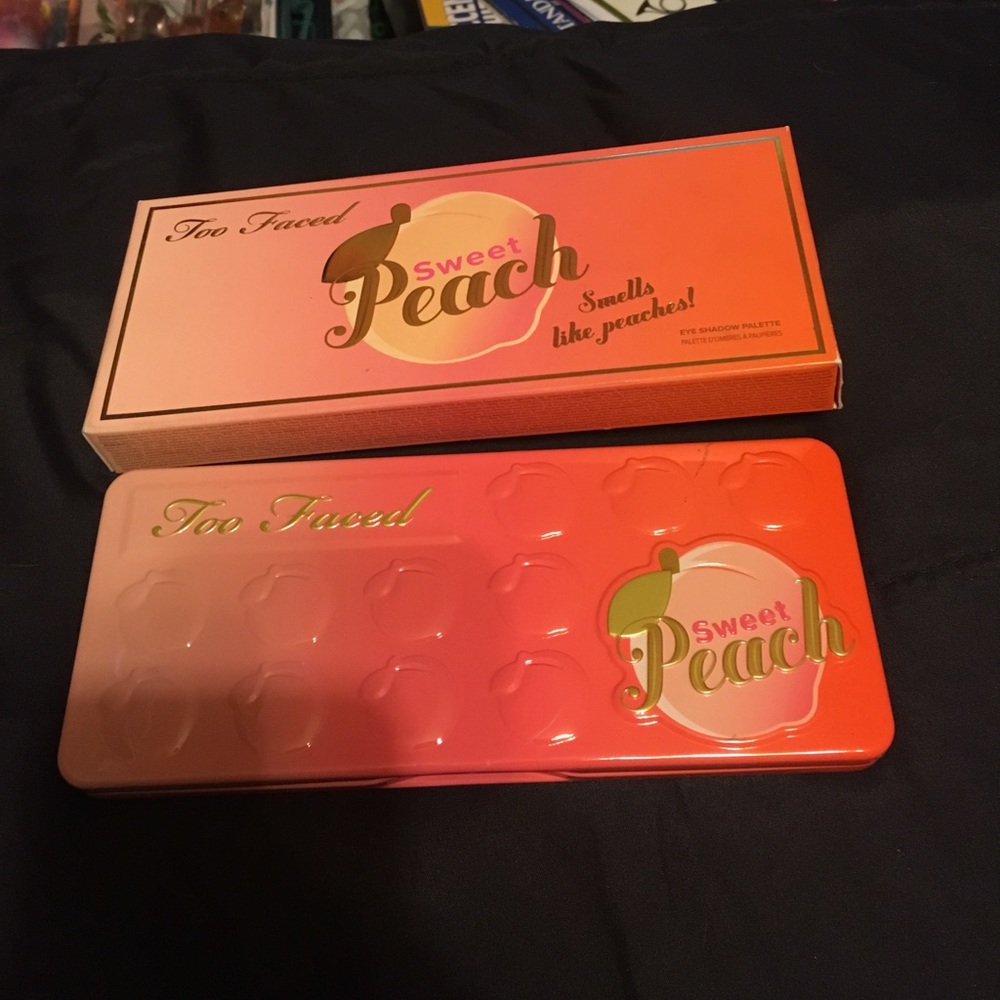 Too Faced
Sweet
Peach
Smells
like peaches!
EYE SHADOW PALETTE
PALETTE D'OMBRES À PAUPIÈRES
Too Faced
Sweet
Peach